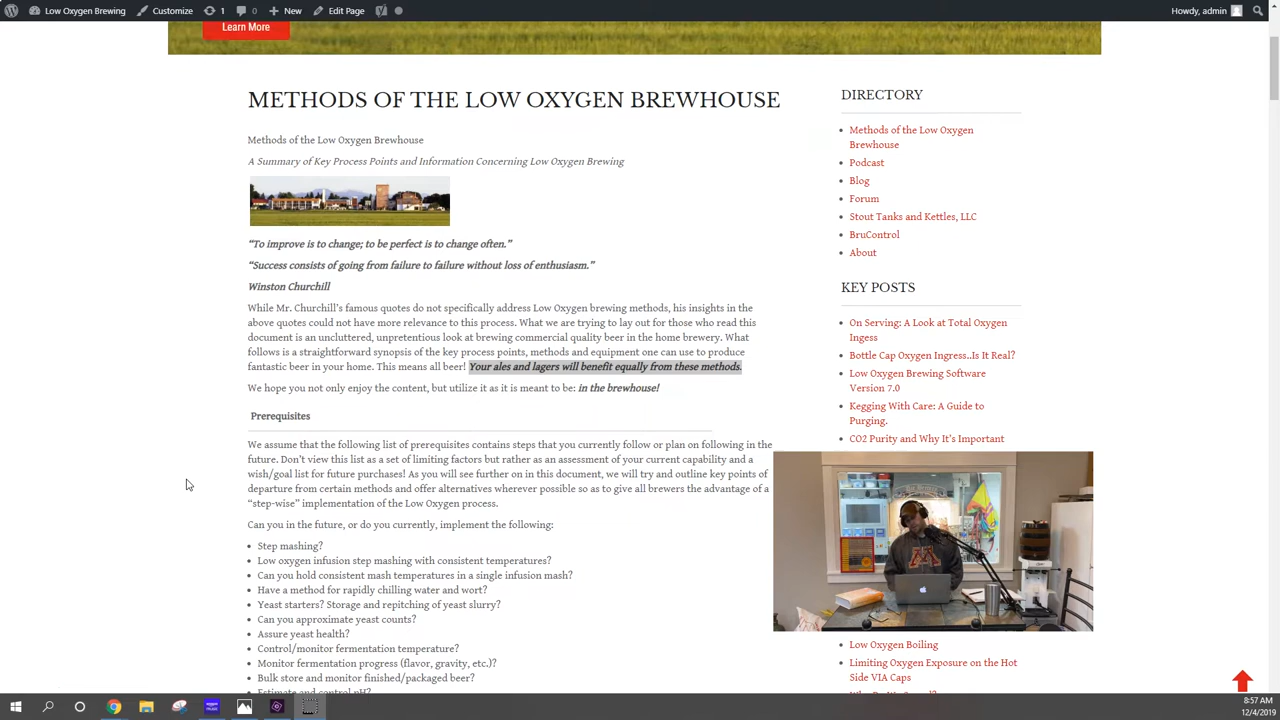 Low Oxygen Brewing
Customize
1
0
New
Edit Page
Howdy, admin
Learn More
METHODS OF THE LOW OXYGEN BREWHOUSE
Methods of the Low Oxygen Brewhouse
A Summary of Key Process Points and Information Concerning Low Oxygen Brewing
“To improve is to change; to be perfect is to change often.”
“Success consists of going from failure to failure without loss of enthusiasm.”
Winston Churchill
While Mr. Churchill’s famous quotes do not specifically address Low Oxygen brewing methods, his insights in the
above quotes could not have more relevance to this process. What we are trying to lay out for those who read this
document is an uncluttered, unpretentious look at brewing commercial quality beer in the home brewery. What
follows is a straightforward synopsis of the key process points, methods and equipment one can use to produce
fantastic beer in your home. This means all beer! Your ales and lagers will benefit equally from these methods.
We hope you not only enjoy the content, but utilize it as it is meant to be: in the brewhouse!
Prerequisites
We assume that the following list of prerequisites contains steps that you currently follow or plan on following in the
future. Don’t view this list as a set of limiting factors but rather as an assessment of your current capability and a
wish/goal list for future purchases! As you will see further on in this document, we will try and outline key points of
departure from certain methods and offer alternatives wherever possible so as to give all brewers the advantage of a
“step-wise” implementation of the Low Oxygen process.
Can you in the future, or do you currently, implement the following:
Step mashing?
Low oxygen infusion step mashing with consistent temperatures?
Can you hold consistent mash temperatures in a single infusion mash?
Have a method for rapidly chilling water and wort?
Yeast starters? Storage and repitching of yeast slurry?
Can you approximate yeast counts?
Assure yeast health?
Control/monitor fermentation temperature?
Monitor fermentation progress (flavor, gravity, etc.)?
Bulk store and monitor finished/packaged beer?
Estimate and control pH?
DIRECTORY
Methods of the Low Oxygen
Brewhouse
Podcast
Blog
Forum
Stout Tanks and Kettles, LLC
BruControl
About
KEY POSTS
On Serving: A Look at Total Oxygen
Ingess
Bottle Cap Oxygen Ingress..Is It Real?
Low Oxygen Brewing Software
Version 7.0
Kegging With Care: A Guide to
Purging.
CO2 Purity and Why It’s Important
M
Low Oxygen Boiling
Limiting Oxygen Exposure on the Hot
Side VIA Caps
8:57 AM
12/4/2019